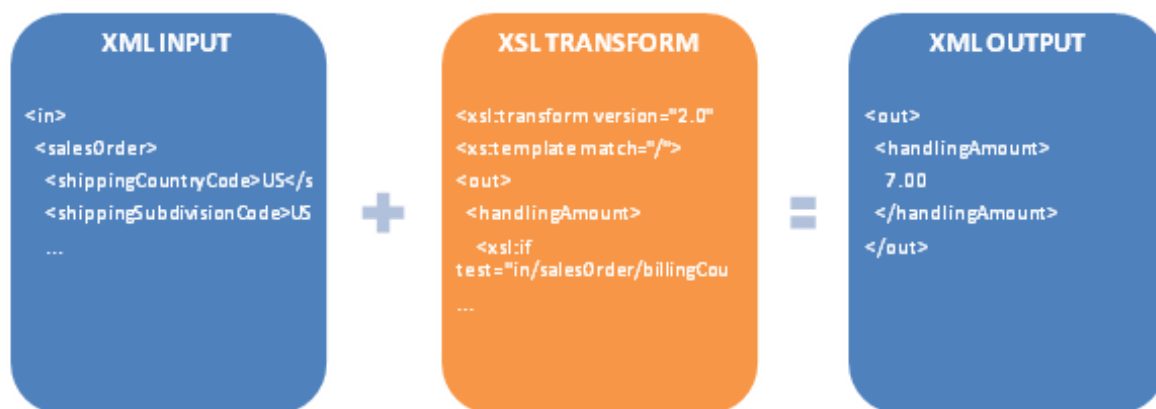 XML INPUT
<in>
<salesOrder>
<shippingCountryCode>US</s
<shippingSubdivisionCode>US
...
XSL TRANSFORM
<xsl:transform version="2.0"
<xs:template match="/">
<out>
<handlingAmount>
<xsl:if
test="in/salesOrder/billingCou
...
XML OUTPUT
<out>
<handlingAmount>
7.00
</handlingAmount>
</out>